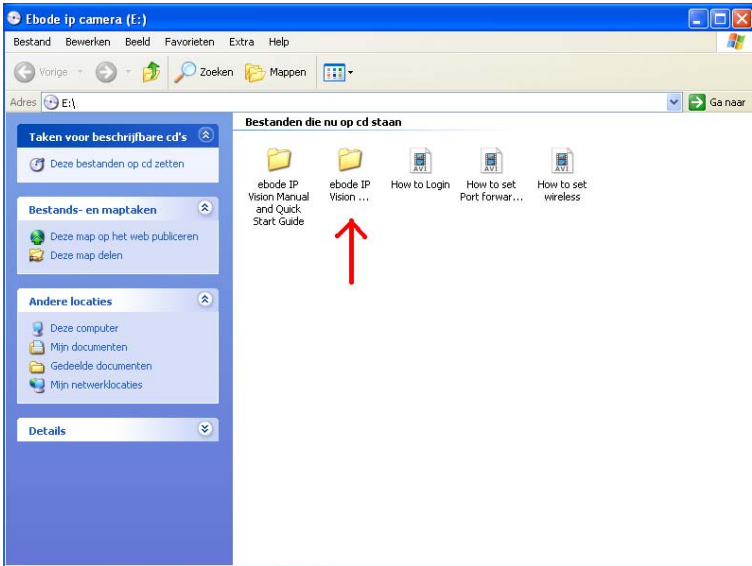 Ebode ip camera (E:)
Bestand Bewerken Beeld Favorieten Extra Help
Vorige Zoeken Mappen
Adres E:\ Ga naar
Taken voor beschrijfbare cd's
Deze bestanden op cd zetten
Bestands- en maptaken
Deze map op het web publiceren
Deze map delen
Andere locaties
Deze computer
Mijn documenten
Gedeelde documenten
Mijn netwerklocaties
Details
Bestanden die nu op cd staan
ebode IP
Vision Manual
and Quick
Start Guide
ebode IP
Vision ...
AVI
How to Login
AVI
How to set
Port forwar...
AVI
How to set
wireless